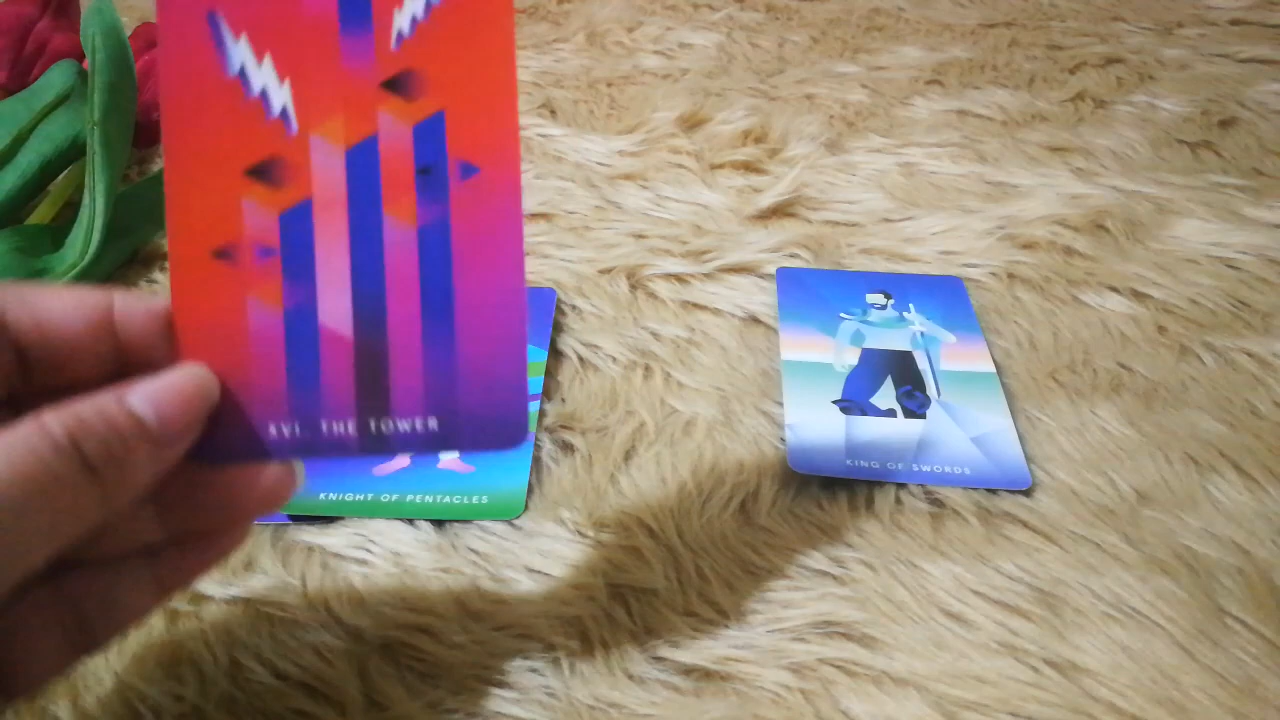 XVI. THE TOWER
KNIGHT OF PENTACLES
KING OF SWORDS